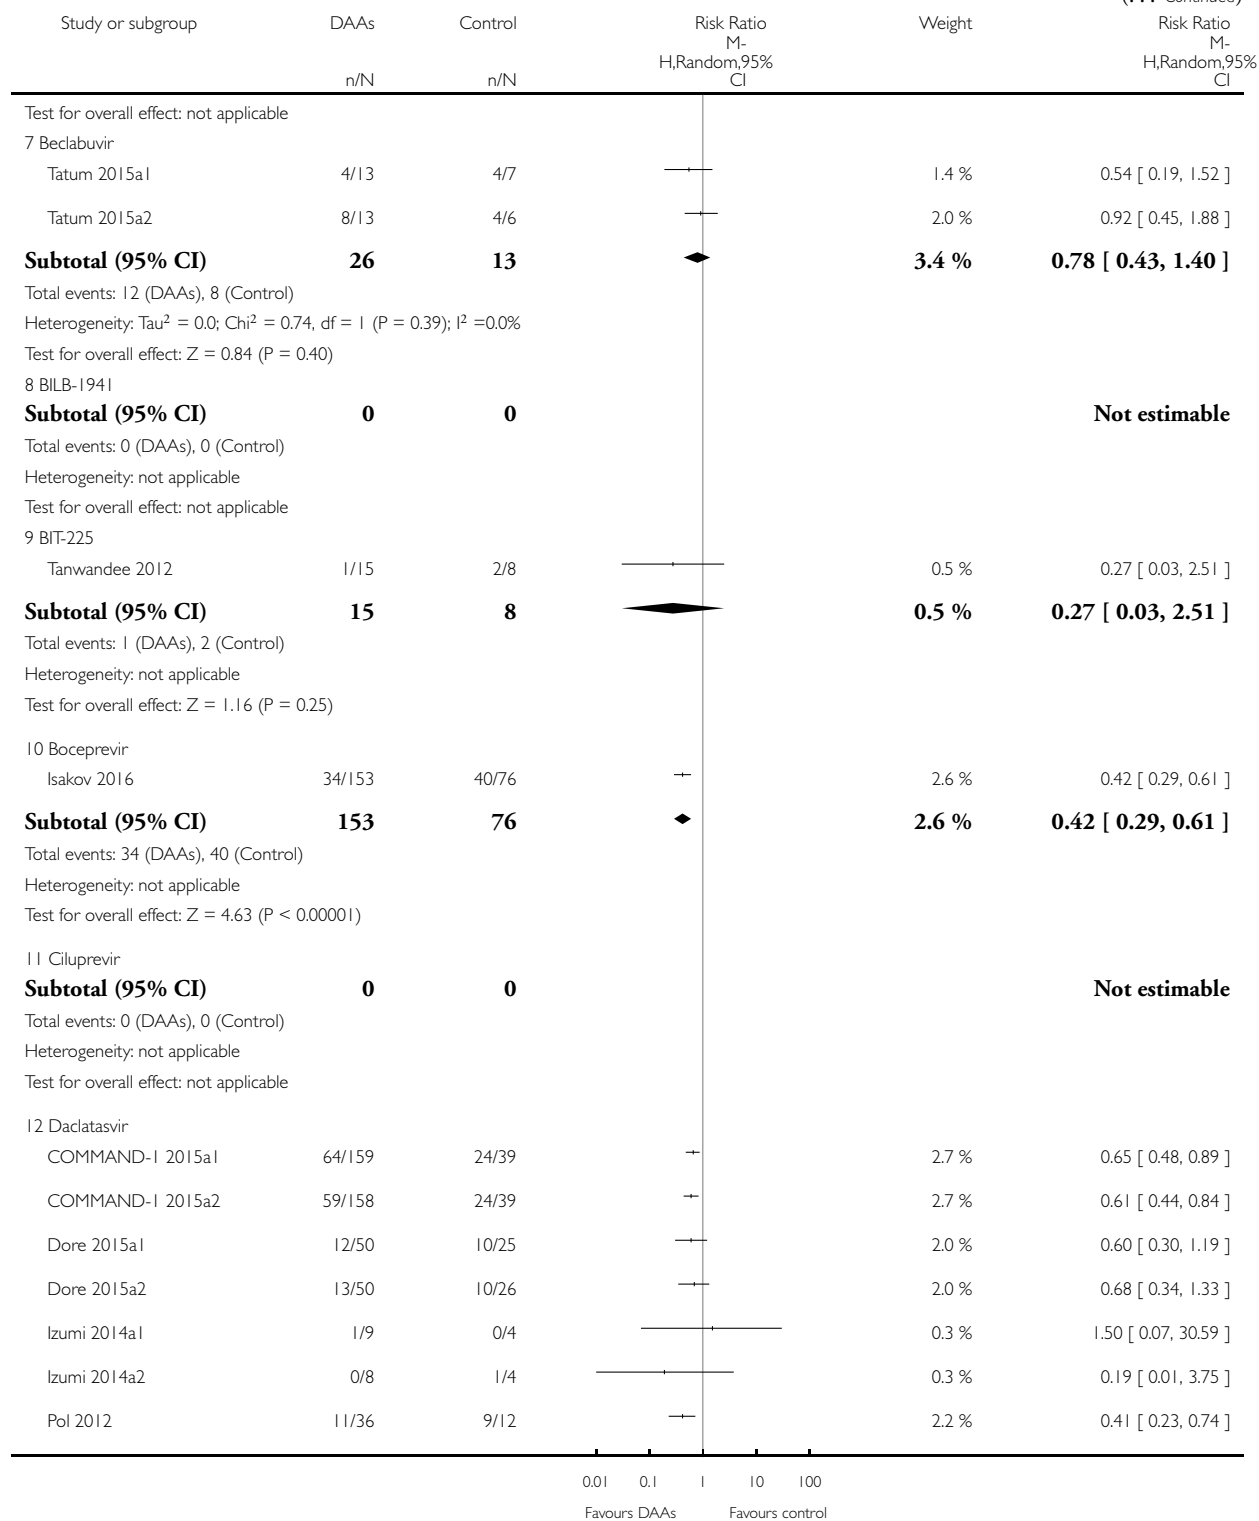 Continued)
Study or subgroup DAAs Control Risk Ratio Weight Risk Ratio
M- M-
H,Random,95% H,Random,95%
n/N n/N CI CI
Test for overall effect: not applicable
7 Beclabuvir
Tatum 2015a1 4/13 4/7 1.4 % 0.54 [ 0.19, 1.52 ]
Tatum 2015a2 8/13 4/6 2.0 % 0.92 [ 0.45, 1.88 ]
Subtotal (95% CI) 26 13 3.4 % 0.78 [ 0.43, 1.40 ]
Total events: 12 (DAAs), 8 (Control)
Heterogeneity: Tau² = 0.0; Chi² = 0.74, df = 1 (P = 0.39); I² =0.0%
Test for overall effect: Z = 0.84 (P = 0.40)
8 BILB-1941
Subtotal (95% CI) 0 0 Not estimable
Total events: 0 (DAAs), 0 (Control)
Heterogeneity: not applicable
Test for overall effect: not applicable
9 BIT-225
Tanwandee 2012 1/15 2/8 0.5 % 0.27 [ 0.03, 2.51 ]
Subtotal (95% CI) 15 8 0.5 % 0.27 [ 0.03, 2.51 ]
Total events: 1 (DAAs), 2 (Control)
Heterogeneity: not applicable
Test for overall effect: Z = 1.16 (P = 0.25)
10 Boceprevir
Isakov 2016 34/153 40/76 2.6 % 0.42 [ 0.29, 0.61 ]
Subtotal (95% CI) 153 76 2.6 % 0.42 [ 0.29, 0.61 ]
Total events: 34 (DAAs), 40 (Control)
Heterogeneity: not applicable
Test for overall effect: Z = 4.63 (P < 0.00001)
11 Ciluprevir
Subtotal (95% CI) 0 0 Not estimable
Total events: 0 (DAAs), 0 (Control)
Heterogeneity: not applicable
Test for overall effect: not applicable
12 Daclatasvir
COMMAND-1 2015a1 64/159 24/39 2.7 % 0.65 [ 0.48, 0.89 ]
COMMAND-1 2015a2 59/158 24/39 2.7 % 0.61 [ 0.44, 0.84 ]
Dore 2015a1 12/50 10/25 2.0 % 0.60 [ 0.30, 1.19 ]
Dore 2015a2 13/50 10/26 2.0 % 0.68 [ 0.34, 1.33 ]
Izumi 2014a1 1/9 0/4 0.3 % 1.50 [ 0.07, 30.59 ]
Izumi 2014a2 0/8 1/4 0.3 % 0.19 [ 0.01, 3.75 ]
Pol 2012 11/36 9/12 2.2 % 0.41 [ 0.23, 0.74 ]
0.01 0.1 1 10 100
Favours DAAs Favours control